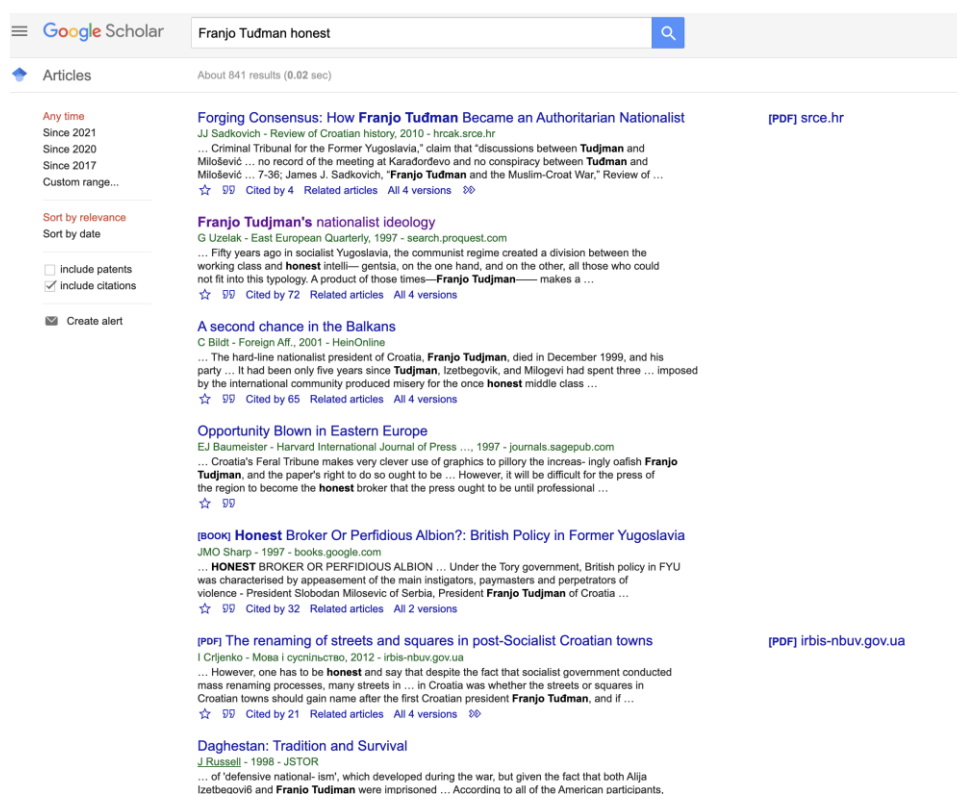 Google Scholar
Franjo Tuđman honest
Articles
About 841 results (0.02 sec)
Any time
Since 2021
Since 2020
Since 2017
Custom range...
Sort by relevance
Sort by date
include patents
include citations
Create alert
Forging Consensus: How Franjo Tuđman Became an Authoritarian Nationalist
[PDF] srce.hr
JJ Sadkovich - Review of Croatian history, 2010 - hrcak.srce.hr
… Criminal Tribunal for the Former Yugoslavia," claim that "discussions between Tudjman and
Milošević … no record of the meeting at Karađorđevo and no conspiracy between Tuđman and
Milošević … 7-36; James J. Sadkovich, "Franjo Tuđman and the Muslim-Croat War," Review of …
Cited by 4 Related articles All 4 versions
Franjo Tudjman's nationalist ideology
G Uzelak - East European Quarterly, 1997 - search.proquest.com
… Fifty years ago in socialist Yugoslavia, the communist regime created a division between the
working class and honest intelli— gentsia, on the one hand, and on the other, all those who could
not fit into this typology. A product of those times—Franjo Tudjman—— makes a …
Cited by 72 Related articles All 4 versions
A second chance in the Balkans
C Bildt - Foreign Aff., 2001 - HeinOnline
… The hard-line nationalist president of Croatia, Franjo Tudjman, died in December 1999, and his
party … It had been only five years since Tudjman, Izetbegovik, and Milogevi had spent three … imposed
by the international community produced misery for the once honest middle class …
Cited by 65 Related articles All 4 versions
Opportunity Blown in Eastern Europe
EJ Baumeister - Harvard International Journal of Press …, 1997 - journals.sagepub.com
… Croatia's Feral Tribune makes very clever use of graphics to pillory the increas- ingly oafish Franjo
Tudjman, and the paper's right to do so ought to be … However, it will be difficult for the press of
the region to become the honest broker that the press ought to be until professional …
[BOOK] Honest Broker Or Perfidious Albion?: British Policy in Former Yugoslavia
JMO Sharp - 1997 - books.google.com
… HONEST BROKER OR PERFIDIOUS ALBION … Under the Tory government, British policy in FYU
was characterised by appeasement of the main instigators, paymasters and perpetrators of
violence - President Slobodan Milosevic of Serbia, President Franjo Tudjman of Croatia …
Cited by 32 Related articles All 2 versions
[PDF] The renaming of streets and squares in post-Socialist Croatian towns
[PDF] irbis-nbuv.gov.ua
I Crljenko - Мова і суспільство, 2012 - irbis-nbuv.gov.ua
… However, one has to be honest and say that despite the fact that socialist government conducted
mass renaming processes, many streets in … in Croatia was whether the streets or squares in
Croatian towns should gain name after the first Croatian president Franjo Tuđman, and if …
Cited by 21 Related articles All 4 versions
Daghestan: Tradition and Survival
J Russell - 1998 - JSTOR
… of 'defensive national- ism', which developed during the war, but given the fact that both Alija
Izetbegovi6 and Franjo Tudjman were imprisoned … According to all of the American participants,